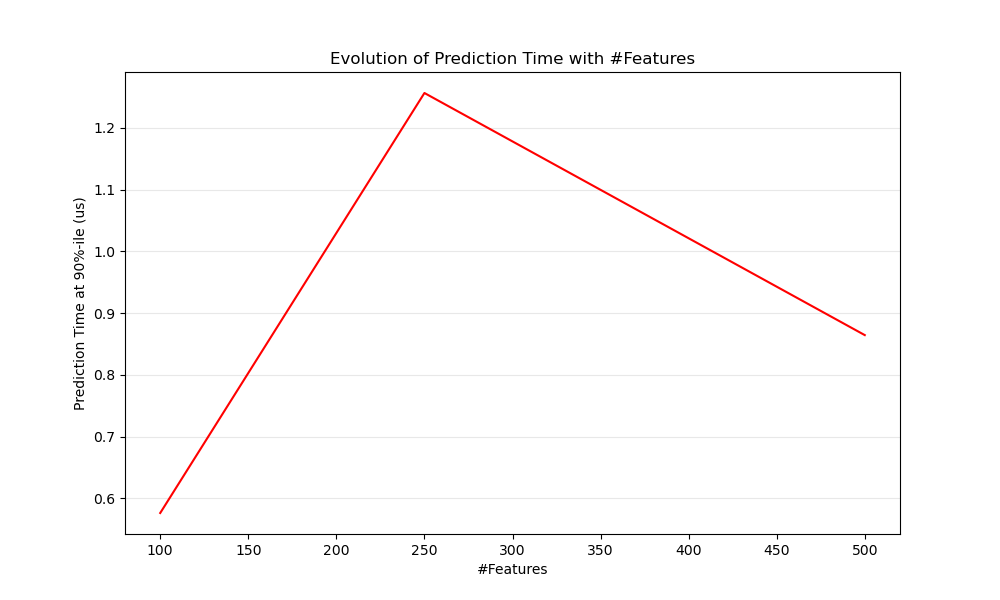 Evolution of Prediction Time with #Features
Prediction Time at 90%-ile (us)
1.2
1.1
1.0
0.9
0.8
0.7
0.6
100 150 200 250 300 350 400 450 500
#Features